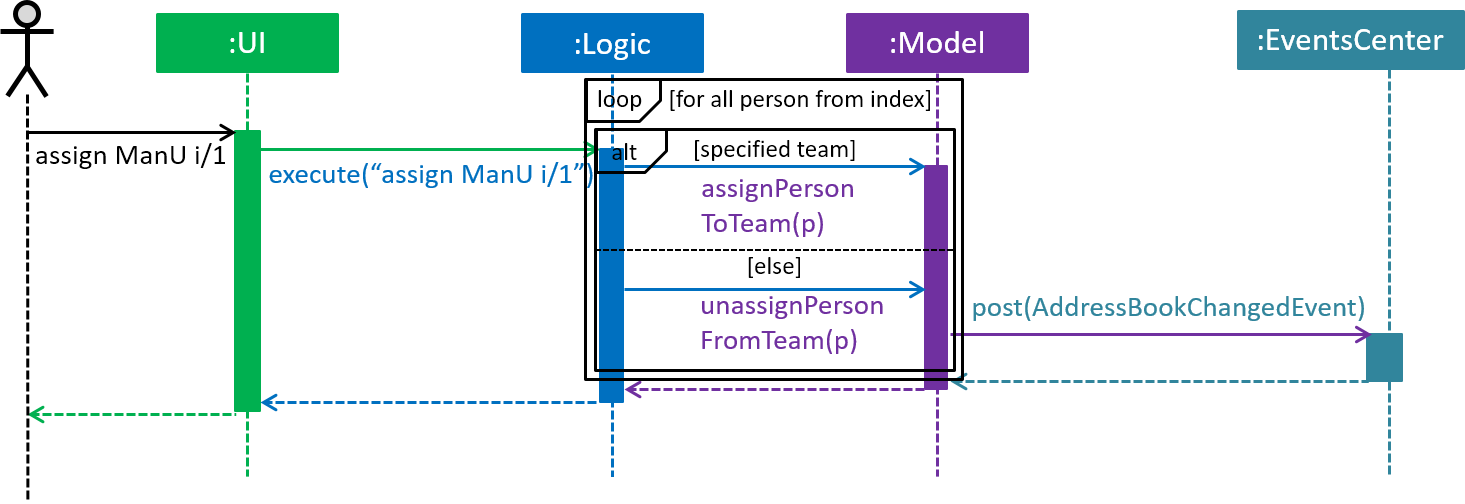 :UI
:Logic
:Model
:EventsCenter
loop [for all person from index]
assign ManU i/1
alt [specified team]
execute(“assign ManU i/1”)
assignPerson
ToTeam(p)
[else]
unassignPerson
FromTeam(p)
post(AddressBookChangedEvent)